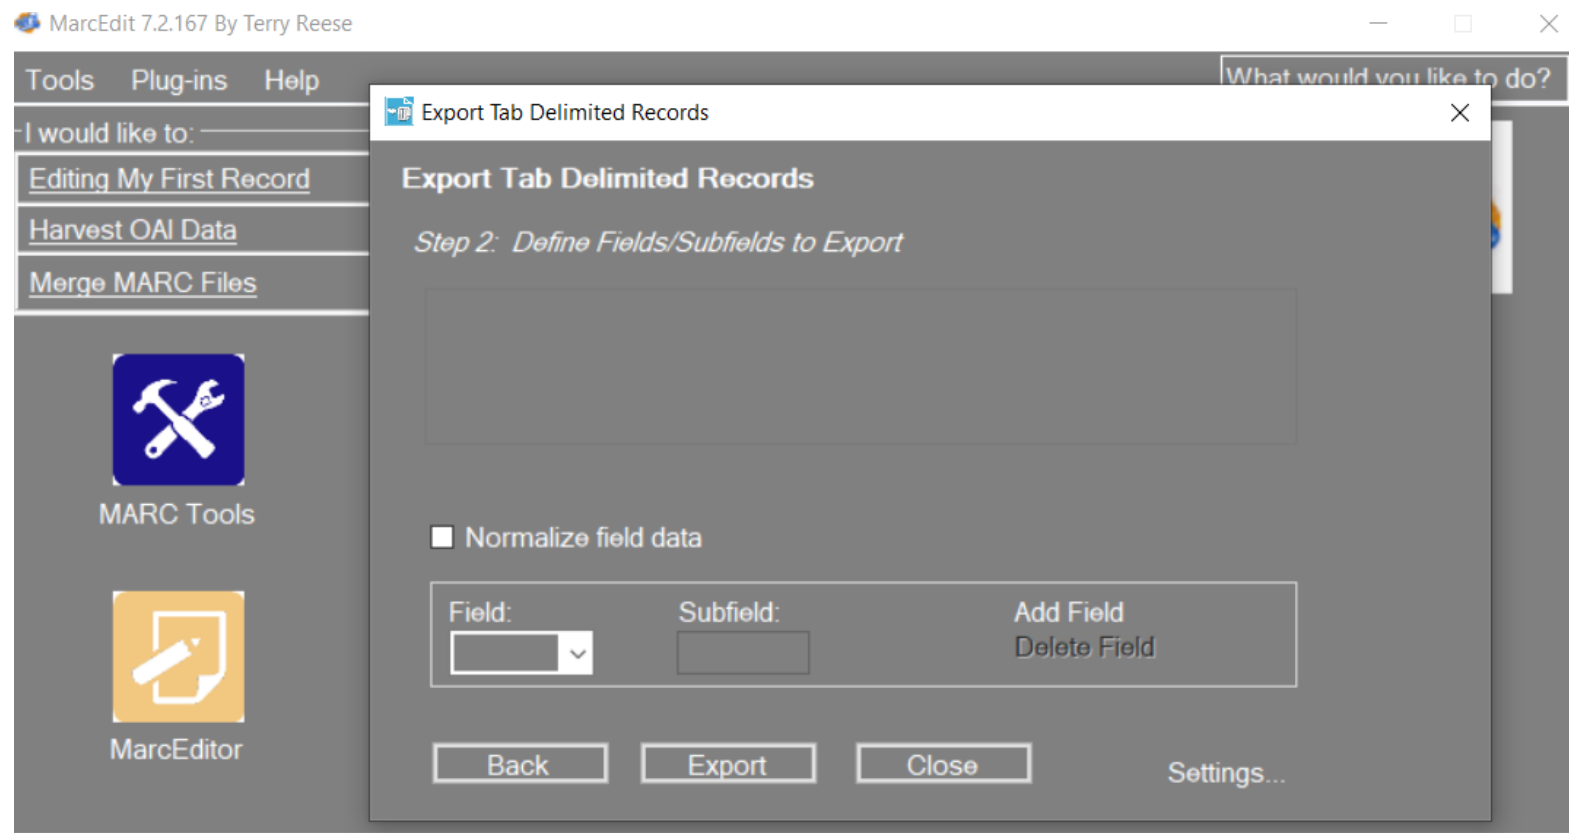 MarcEdit 7.2.167 By Terry Reese
Tools Plug-ins Help
What would you like to do?
I would like to:
Editing My First Record
Harvest OAI Data
Merge MARC Files
MARC Tools
MarcEditor
Export Tab Delimited Records
Export Tab Delimited Records
Step 2: Define Fields/Subfields to Export
Normalize field data
Field: Subfield: Add Field
Delete Field
Back Export Close Settings...